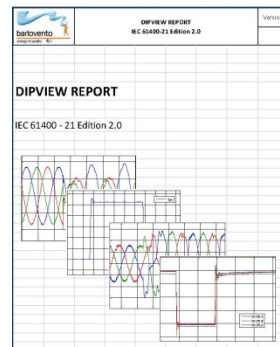 barlovento
DIPVIEW REPORT
IEC 61400-21 Edition 2.0
Versio
DIPVIEW REPORT
IEC 61400 - 21 Edition 2.0